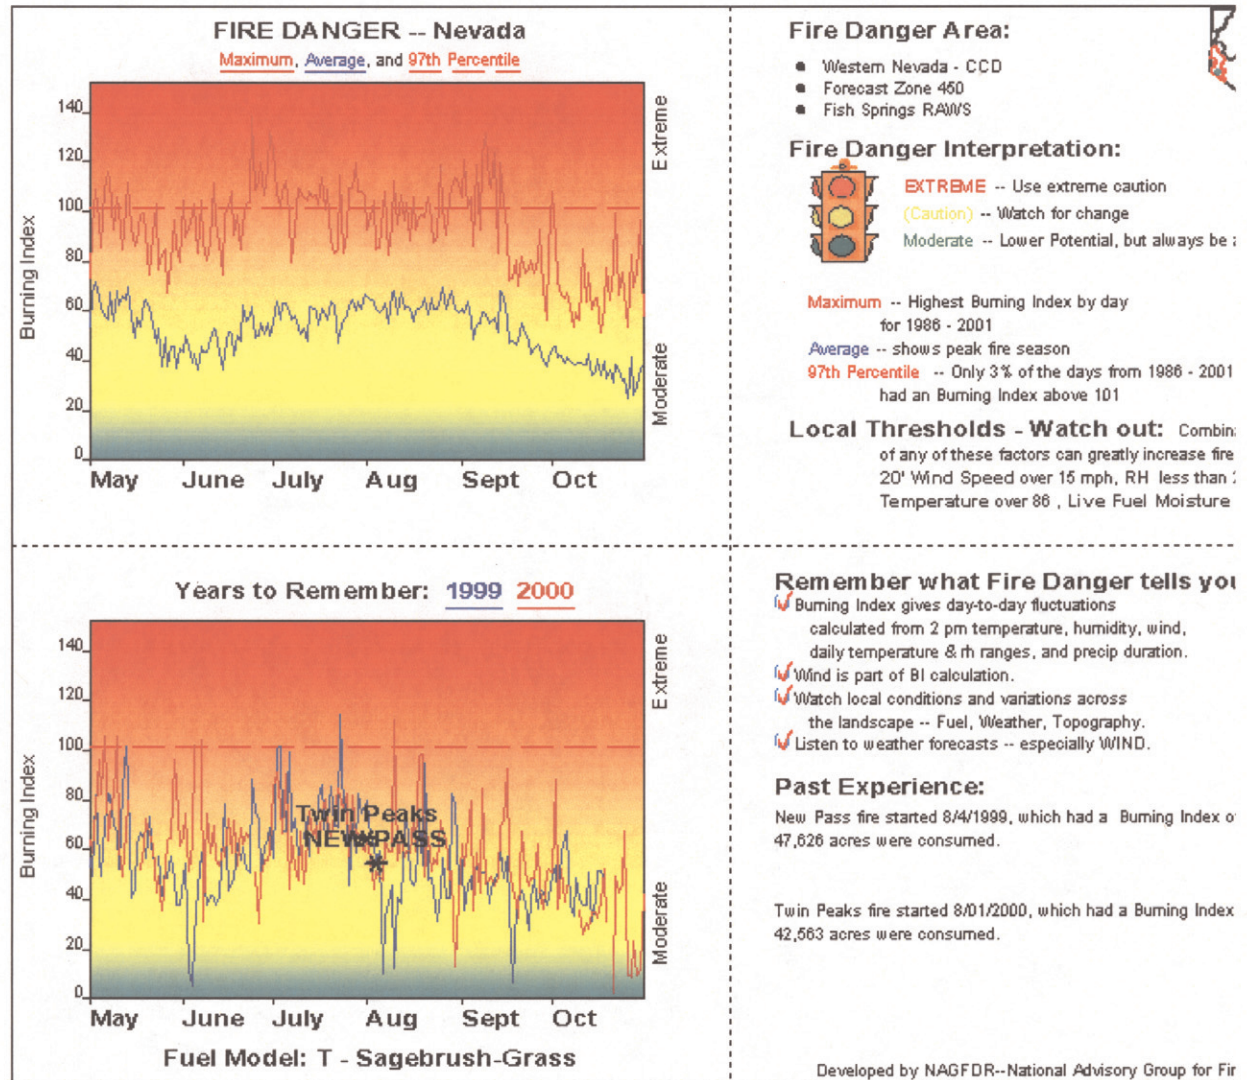 FIRE DANGER -- Nevada
Maximum, Average, and 97th Percentile
Burning Index
140
120
100
80
60
40
20
0
Extreme
Moderate
May June July Aug Sept Oct
Fire Danger Area:
Western Nevada - CCD
Forecast Zone 450
Fish Springs RAWS
Fire Danger Interpretation:
EXTREME -- Use extreme caution
(Caution) -- Watch for change
Moderate -- Lower Potential, but always be
Maximum -- Highest Burning Index by day
for 1986 - 2001
Average -- shows peak fire season
97th Percentile -- Only 3% of the days from 1986 - 2001
had an Burning Index above 101
Local Thresholds - Watch out: Combin
of any of these factors can greatly increase fire
20' Wind Speed over 15 mph, RH less than
Temperature over 86 , Live Fuel Moisture
Years to Remember: 1999 2000
Burning Index
140
120
100
80
60
40
20
0
Extreme
Moderate
Twin Peaks
NEW PASS
May June July Aug Sept Oct
Fuel Model: T - Sagebrush-Grass
Remember what Fire Danger tells you
Burning Index gives day-to-day fluctuations
calculated from 2 pm temperature, humidity, wind,
daily temperature & rh ranges, and precip duration.
Wind is part of BI calculation.
Watch local conditions and variations across
the landscape -- Fuel, Weather, Topography.
Listen to weather forecasts -- especially WIND.
Past Experience:
New Pass fire started 8/4/1999, which had a Burning Index o
47,626 acres were consumed.
Twin Peaks fire started 8/01/2000, which had a Burning Index
42,563 acres were consumed.
Developed by NAGFDR--National Advisory Group for Fir